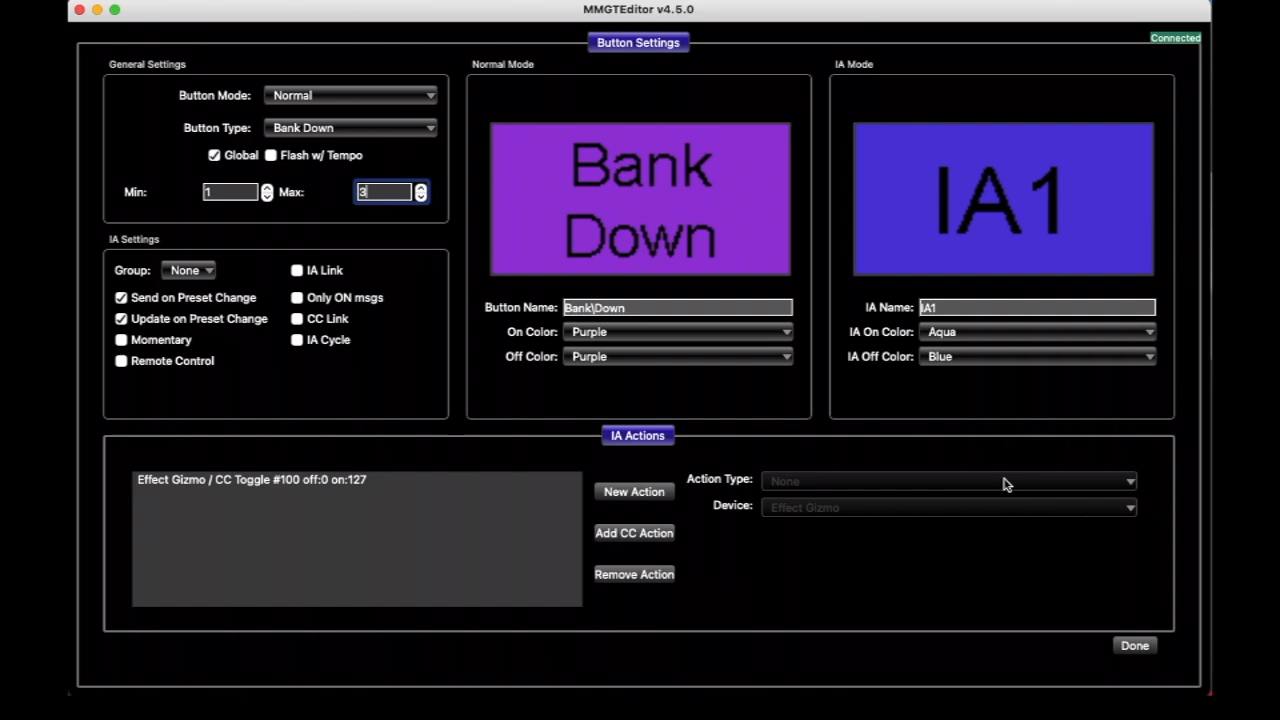 MMGTEditor v4.5.0
Connected
Button Settings
General Settings
Button Mode: Normal
Button Type: Bank Down
Global Flash w/ Tempo
Min: 1 Max: 3
IA Settings
Group: None IA Link
Send on Preset Change Only ON msgs
Update on Preset Change CC Link
Momentary IA Cycle
Remote Control
Normal Mode
Bank
Down
Button Name: Bank\Down
On Color: Purple
Off Color: Purple
IA Mode
IA1
IA Name: IA1
IA On Color: Aqua
IA Off Color: Blue
IA Actions
Effect Gizmo / CC Toggle #100 off:0 on:127
New Action
Add CC Action
Remove Action
Action Type: None
Device: Effect Gizmo
Done